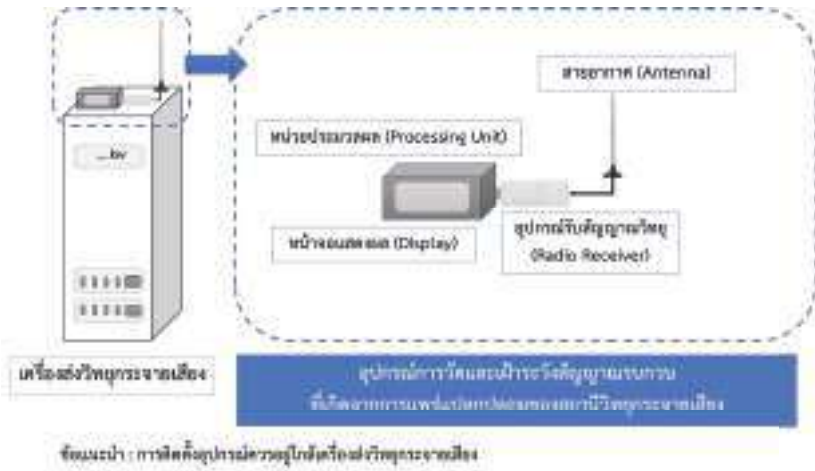 สายอากาศ (Antenna)
หน่วยประมวลผล (Processing Unit)
...kw
หน้าจอแสดงผล (Display)
อุปกรณ์รับสัญญาณวิทยุ
(Radio Receiver)
เครื่องส่งวิทยุกระจายเสียง
อุปกรณ์การวัดและเฝ้าระวังสัญญาณรบกวน
ที่เกิดจากการแพร่แปลกปลอมของสถานีวิทยุกระจายเสียง
ข้อแนะนำ : การติดตั้งอุปกรณ์ควรอยู่ใกล้เครื่องส่งวิทยุกระจายเสียง